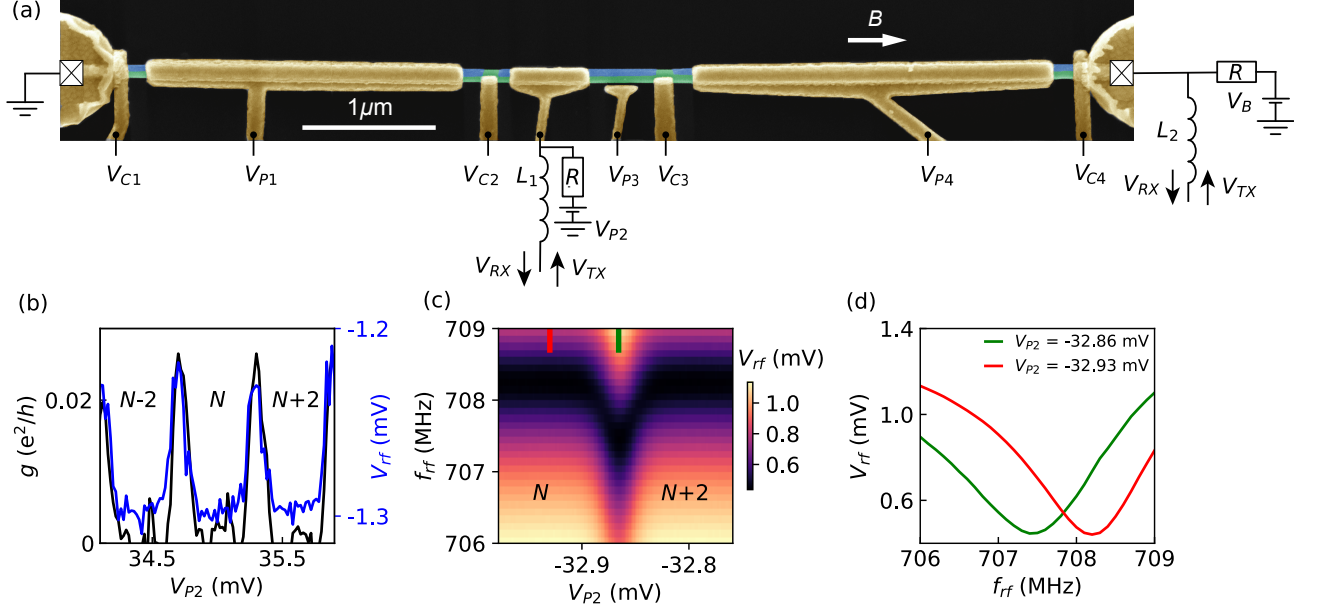 (a)
B
1μm
R
V_B
L_2
V_C1
V_P1
V_C2
L_1
R
V_P3
V_C3
V_P4
V_C4
V_RX
V_TX
V_P2
V_RX
V_TX
(b)
g (e²/h)
0.02
0
N-2
N
N+2
-1.2
-1.3
V_rf (mV)
34.5
35.5
V_P2 (mV)
(c)
f_rf (MHz)
709
708
707
706
N
N+2
-32.9
-32.8
V_P2 (mV)
V_rf (mV)
1.0
0.8
0.6
(d)
V_rf (mV)
1.4
1.0
0.6
V_P2 = -32.86 mV
V_P2 = -32.93 mV
706
707
708
709
f_rf (MHz)